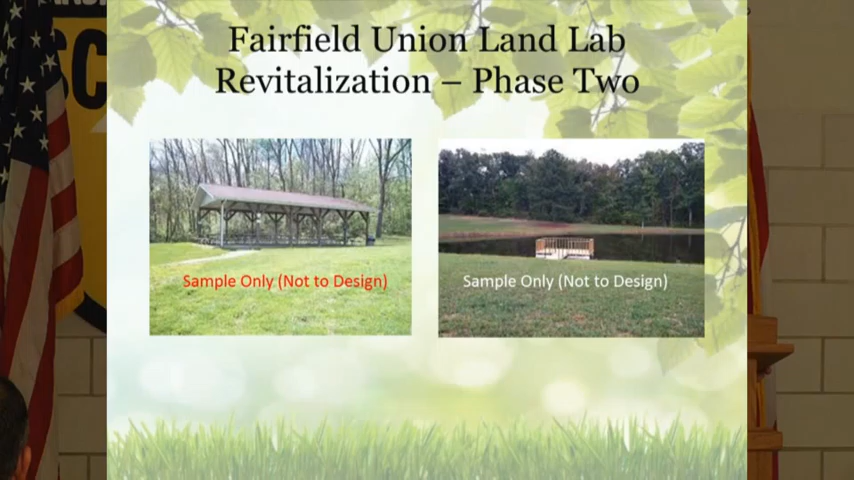 Fairfield Union Land Lab
Revitalization – Phase Two
Sample Only (Not to Design)
Sample Only (Not to Design)